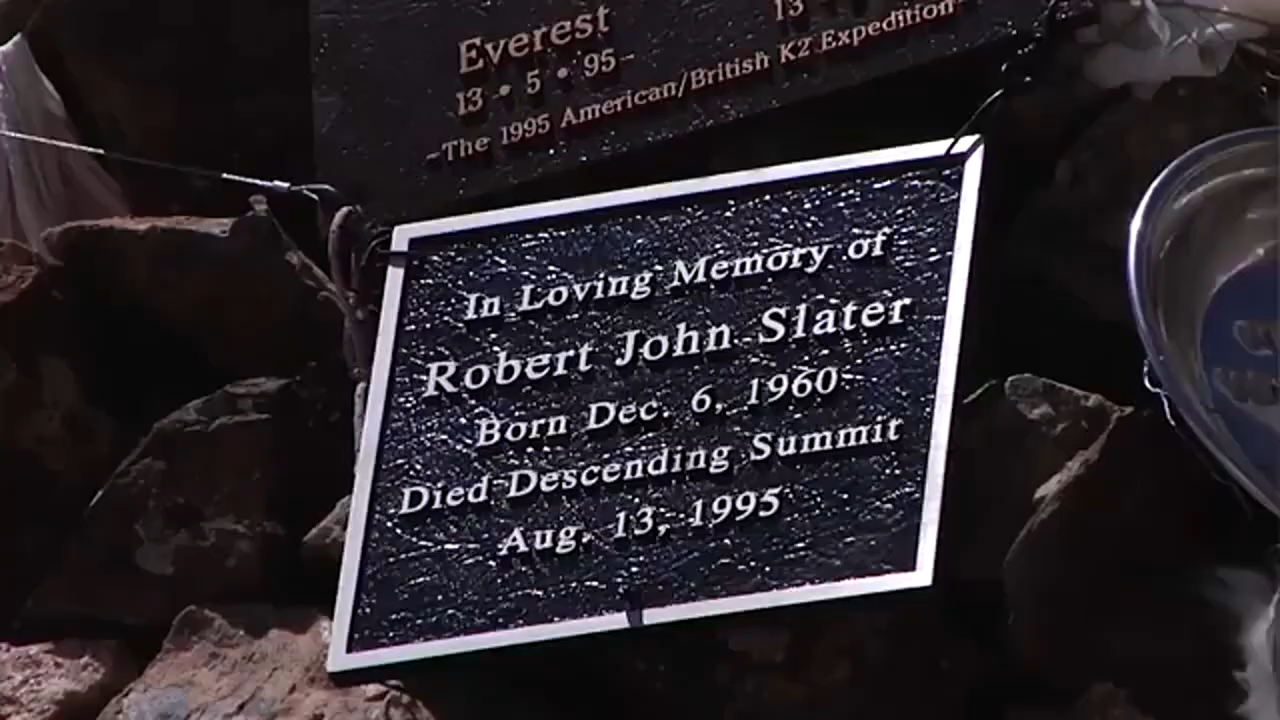 Everest
13
13 • 5 • 95
-The 1995 American/British K2 Expedition
In Loving Memory of
Robert John Slater
Born Dec. 6, 1960
Died Descending Summit
Aug. 13, 1995